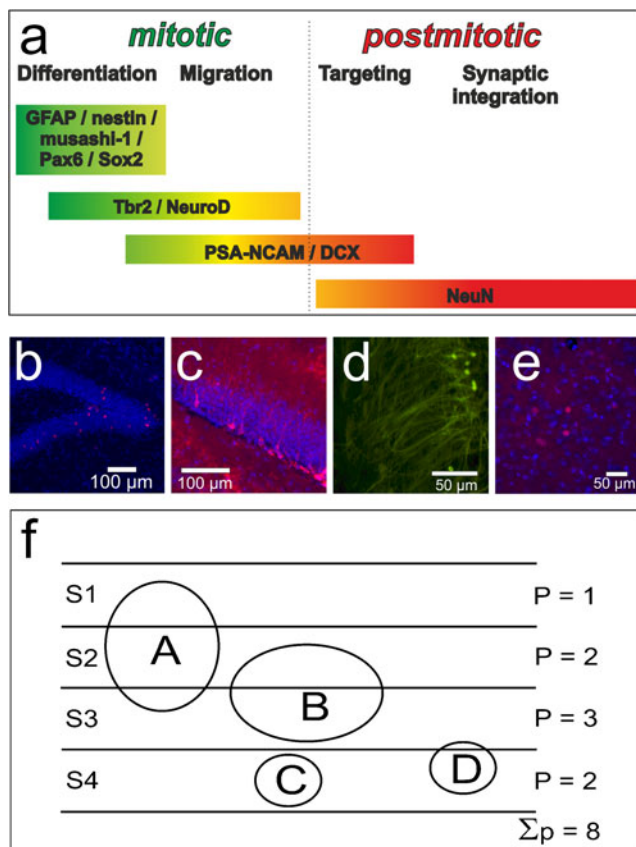 a
mitotic postmitotic
Differentiation Migration Targeting Synaptic
integration
GFAP / nestin /
musashi-1 /
Pax6 / Sox2
Tbr2 / NeuroD
PSA-NCAM / DCX
NeuN
b c d e
100 µm 100 µm 50 µm 50 µm
f
S1 P = 1
A
S2 P = 2
B
S3 P = 3
D
S4 C P = 2
Σp = 8